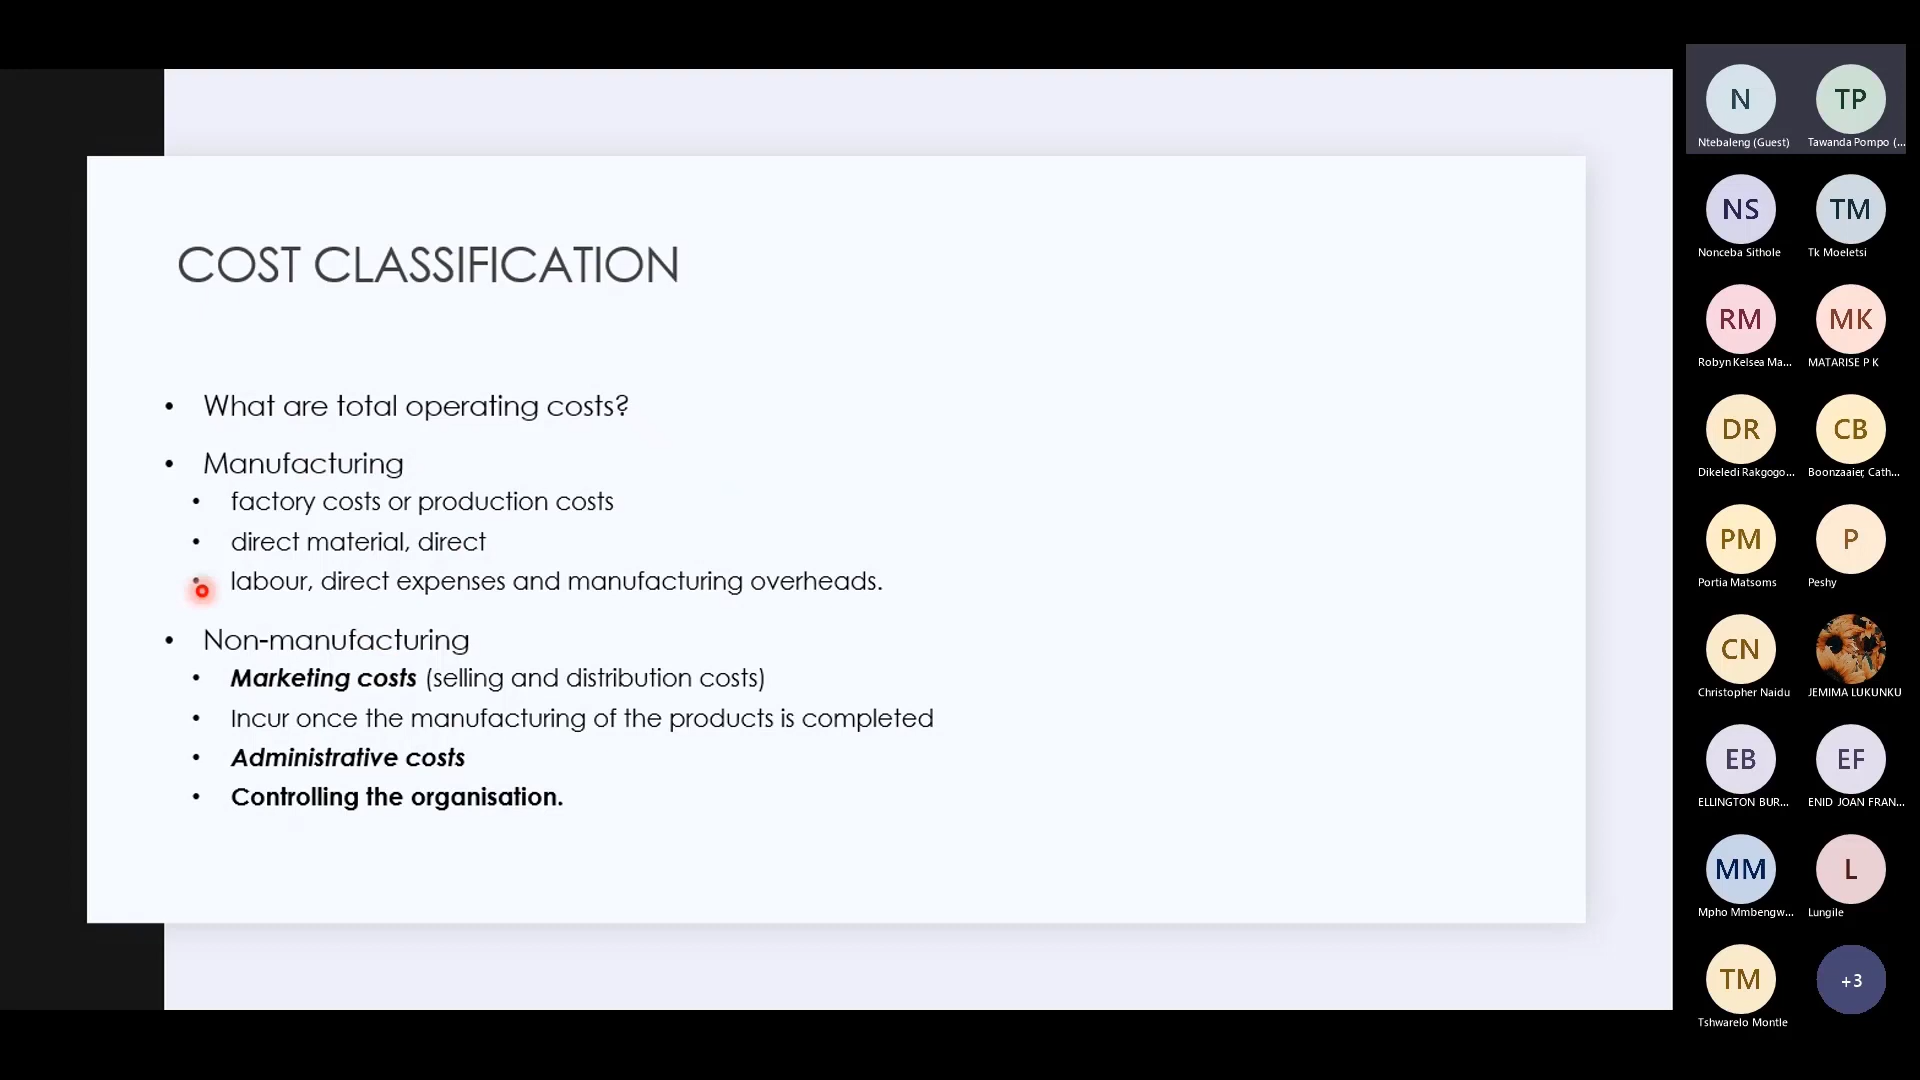 COST CLASSIFICATION
• What are total operating costs?
• Manufacturing
• factory costs or production costs
• direct material, direct
• labour, direct expenses and manufacturing overheads.
• Non-manufacturing
• Marketing costs (selling and distribution costs)
• Incur once the manufacturing of the products is completed
• Administrative costs
• Controlling the organisation.
N TP
Ntebaleng (Guest) Tawanda Pompo (...
NS TM
Nonceba Sithole Tk Moeletsi
RM MK
Robyn Kelsea Ma... MATARISE P K
DR CB
Dikeledi Rakgogo... Boonzaaier, Cath...
PM P
Portia Matsoms Peshy
CN
Christopher Naidu JEMIMA LUKUNKU
EB EF
ELLINGTON BUR... ENID JOAN FRAN...
MM L
Mpho Mmbengw... Lungile
TM +3
Tshwarelo Montle